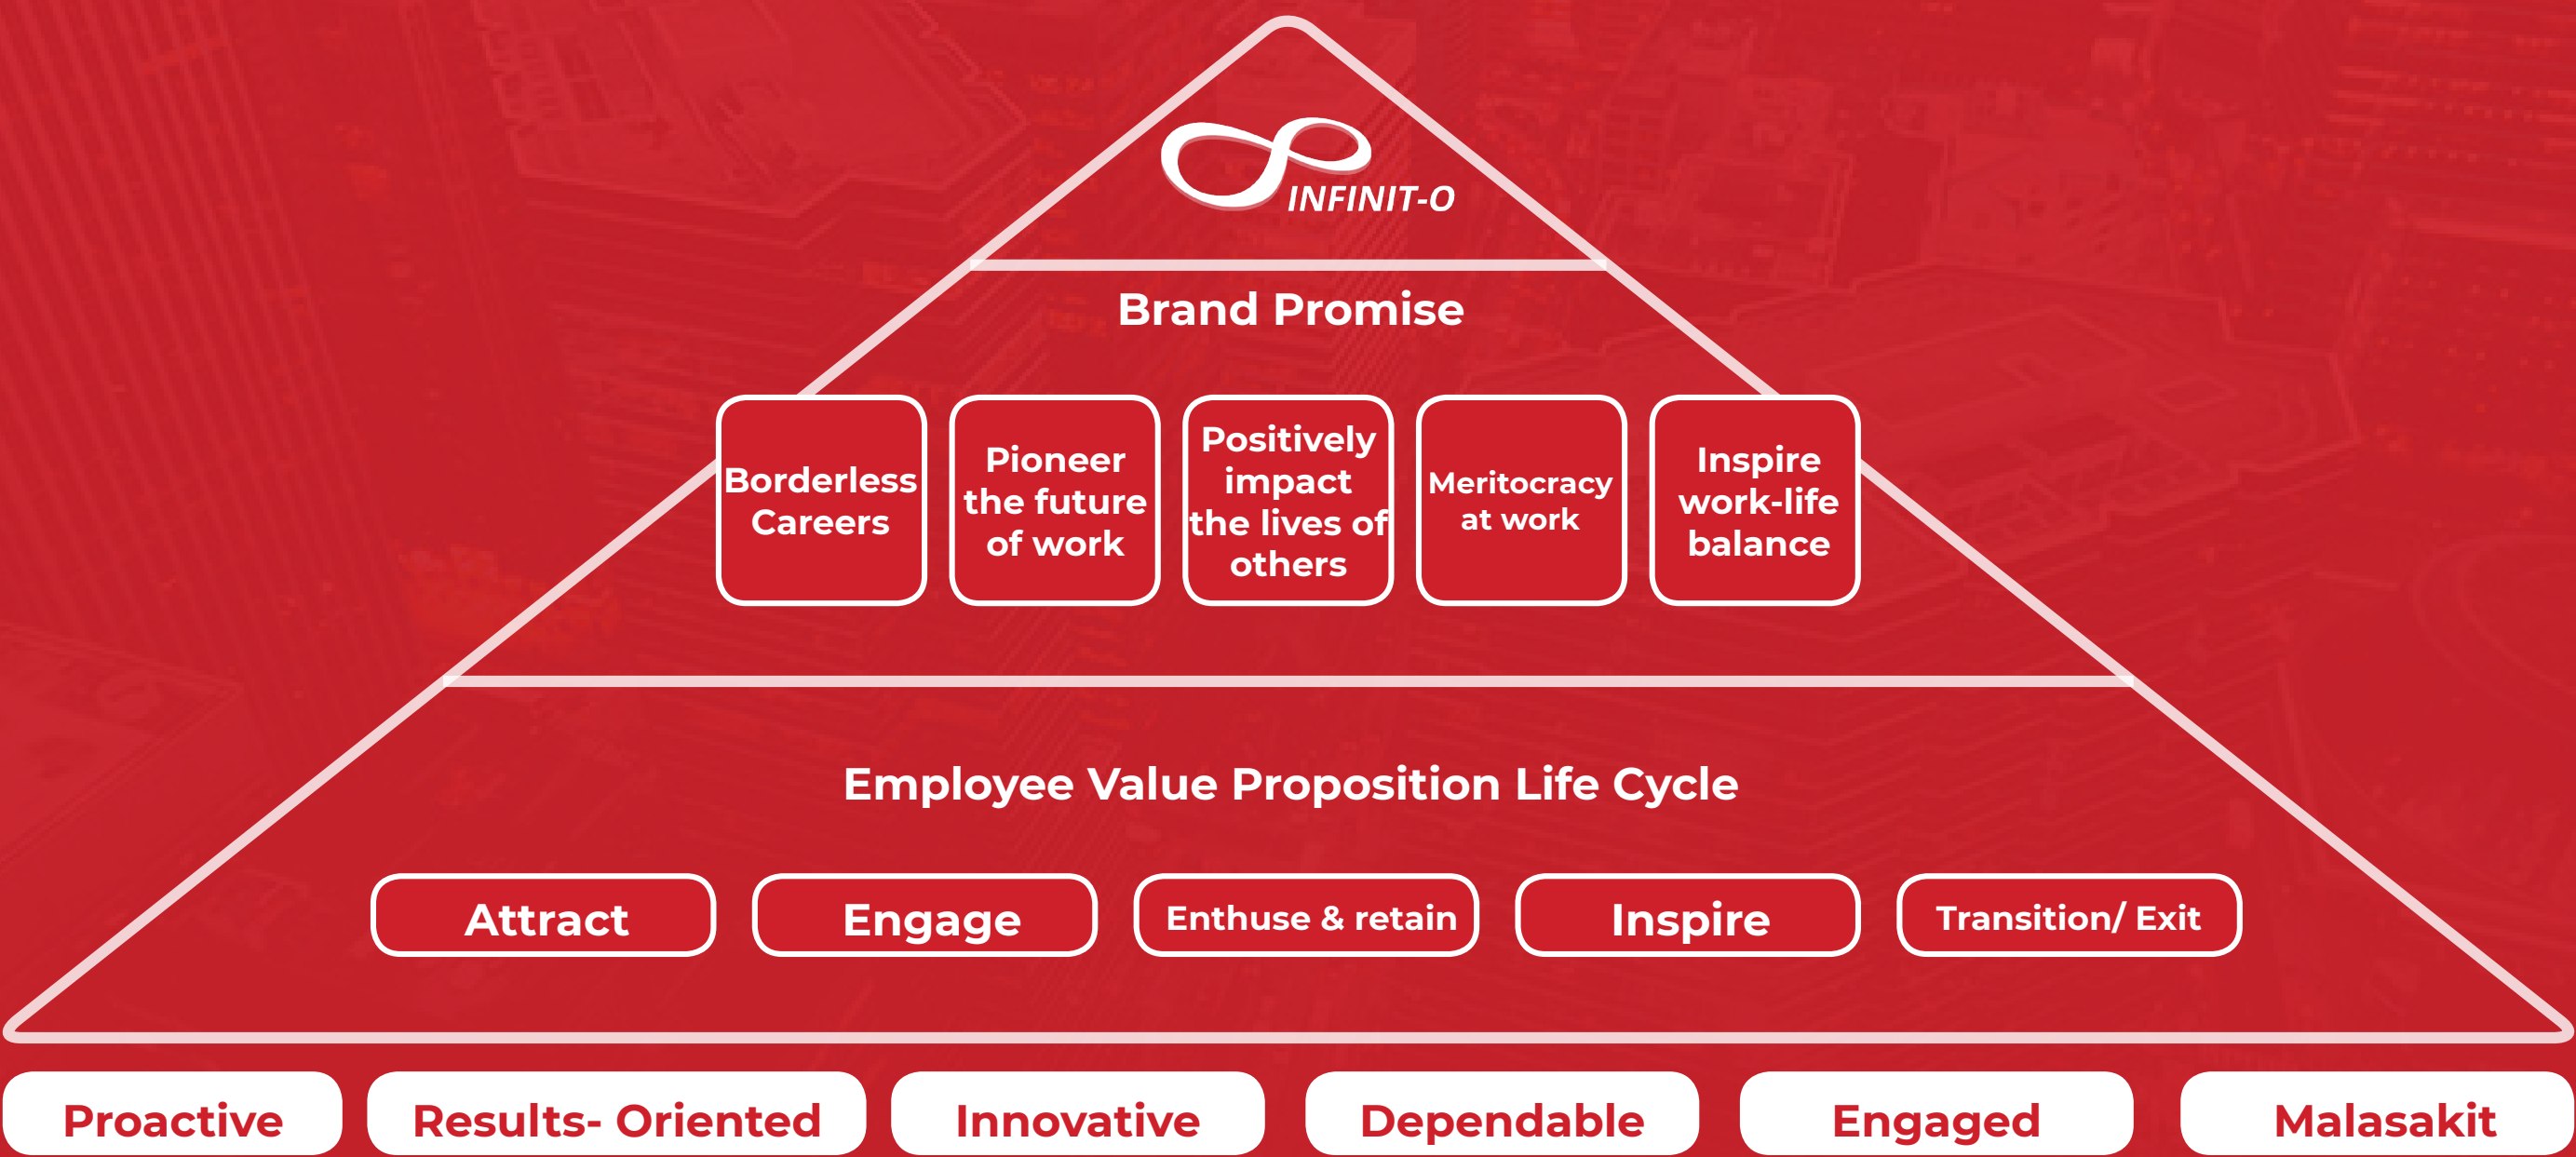 INFINIT-O
Brand Promise
Borderless
Careers
Pioneer
the future
of work
Positively
impact
the lives of
others
Meritocracy
at work
Inspire
work-life
balance
Employee Value Proposition Life Cycle
Attract
Engage
Enthuse & retain
Inspire
Transition/ Exit
Proactive
Results- Oriented
Innovative
Dependable
Engaged
Malasakit